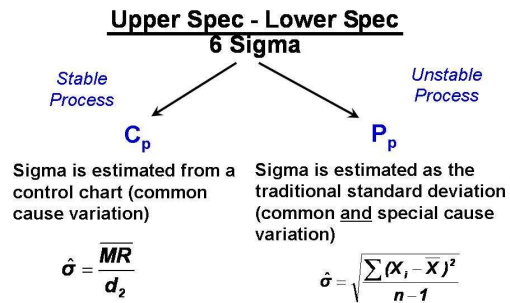 Upper Spec - Lower Spec
6 Sigma
Stable
Process
Unstable
Process
Cp
Pp
Sigma is estimated from a
control chart (common
cause variation)
Sigma is estimated as the
traditional standard deviation
(common and special cause
variation)
σ̂ = M̅R̅ / d₂
σ̂ = √(∑ (Xᵢ – X̅ )² / n – 1)